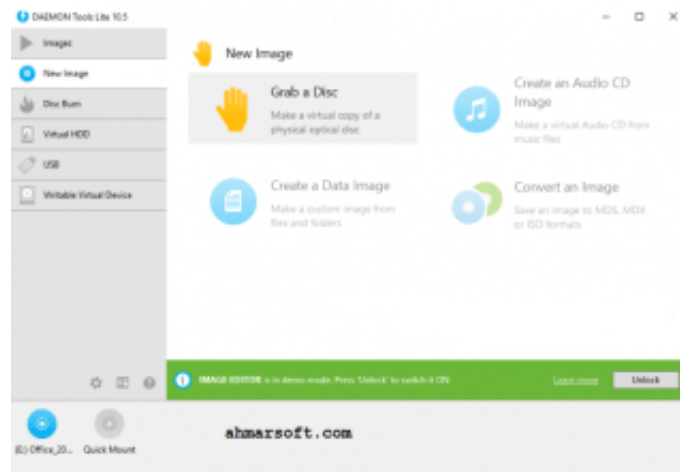 DAEMON Tools Lite 10.5
Images
New Image
Disc Burn
Virtual HDD
USB
Writable Virtual Device
New Image
Grab a Disc
Make a virtual copy of a
physical optical disc
Create an Audio CD
Image
Make a virtual Audio CD from
music files
Create a Data Image
Make a custom image from
files and folders
Convert an Image
Save an image to MDS, MDX
or ISO formats
IMAGE EDITOR is in demo mode. Press 'Unlock' to switch it ON
Learn more
Unlock
(E:) Office_20...
Quick Mount
ahmarsoft.com